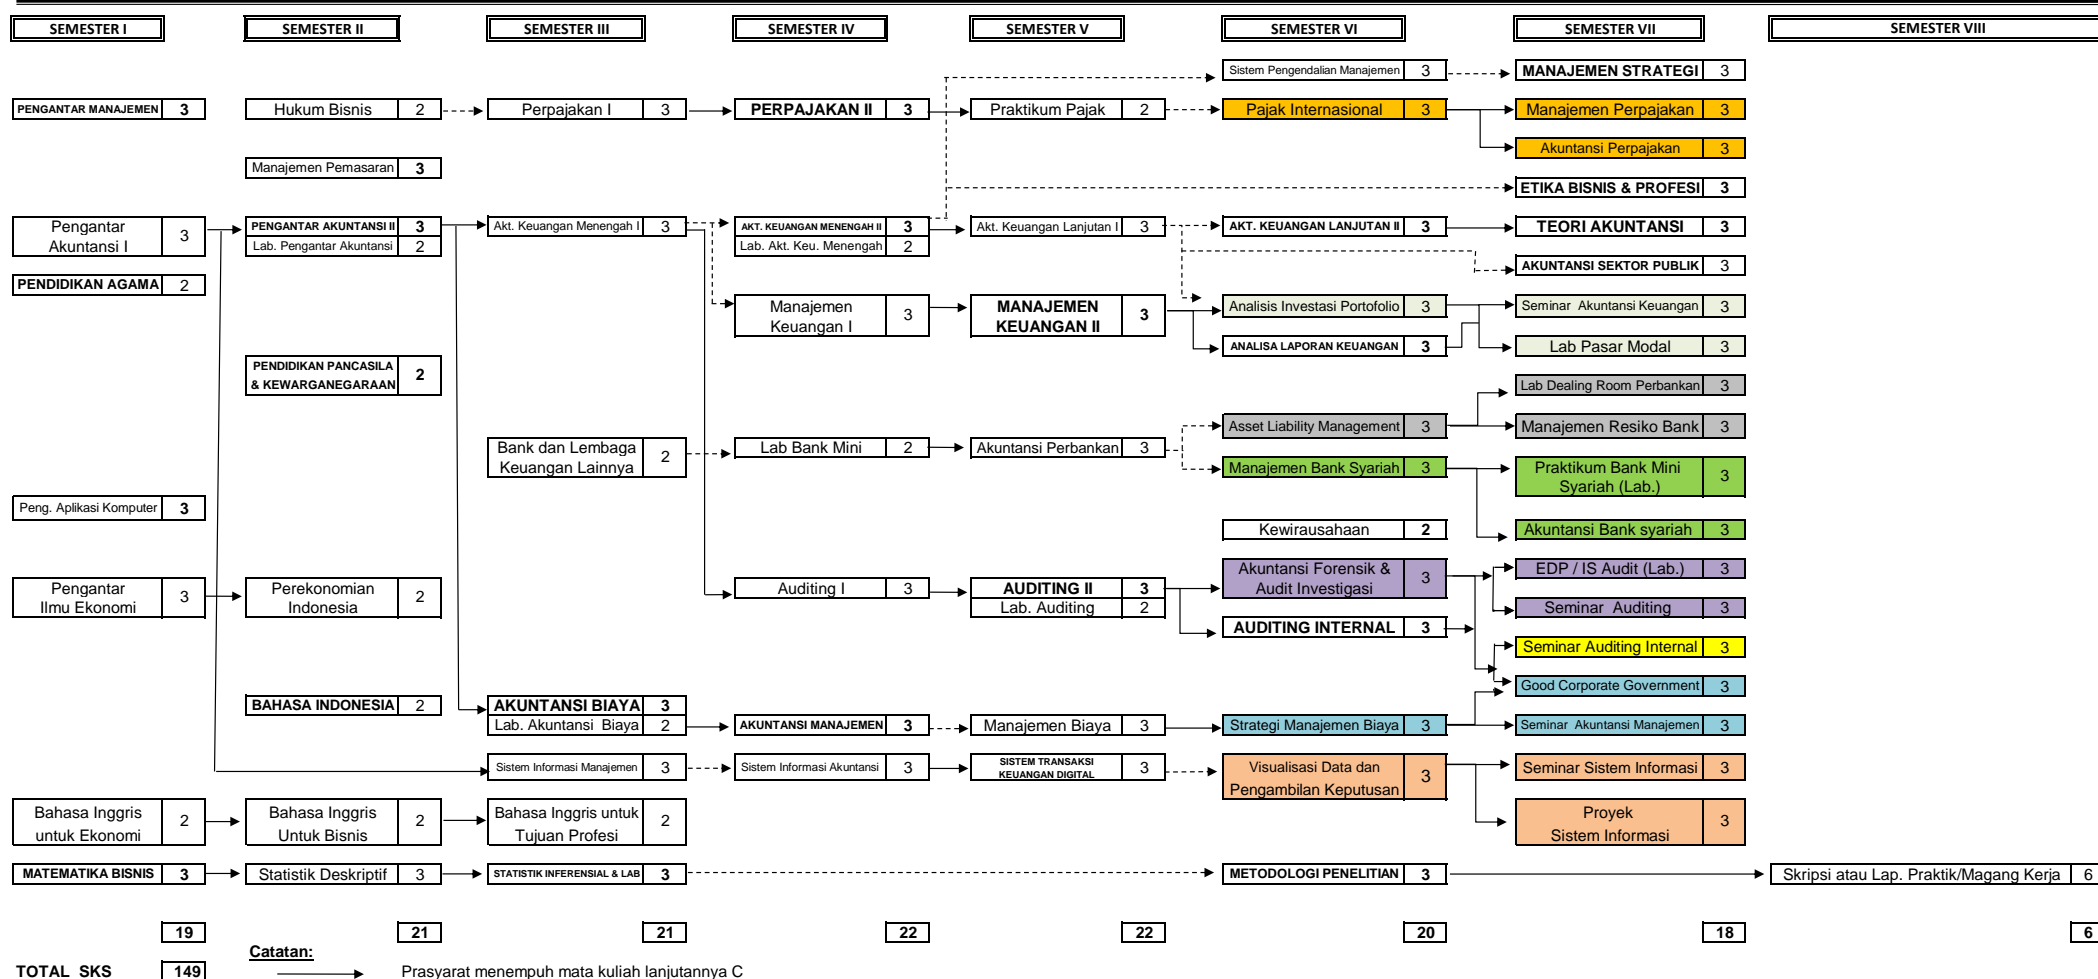 SEMESTER I SEMESTER II SEMESTER III SEMESTER IV SEMESTER V SEMESTER VI SEMESTER VII SEMESTER VIII
Sistem Pengendalian Manajemen 3 MANAJEMEN STRATEGI 3
PENGANTAR MANAJEMEN 3 Hukum Bisnis 2 Perpajakan I 3 PERPAJAKAN II 3 Praktikum Pajak 2 Pajak Internasional 3 Manajemen Perpajakan 3
Akuntansi Perpajakan 3
Manajemen Pemasaran 3
ETIKA BISNIS & PROFESI 3
Pengantar
Akuntansi I 3 PENGANTAR AKUNTANSI II 3 Akt. Keuangan Menengah I 3 AKT. KEUANGAN MENENGAH II 3 Akt. Keuangan Lanjutan I 3 AKT. KEUANGAN LANJUTAN II 3 TEORI AKUNTANSI 3
Lab. Pengantar Akuntansi 2 Lab. Akt. Keu. Menengah 2
AKUNTANSI SEKTOR PUBLIK 3
PENDIDIKAN AGAMA 2
Manajemen
Keuangan I 3 MANAJEMEN
KEUANGAN II 3 Analisis Investasi Portofolio 3 Seminar Akuntansi Keuangan 3
ANALISA LAPORAN KEUANGAN 3 Lab Pasar Modal 3
PENDIDIKAN PANCASILA
& KEWARGANEGARAAN 2
Lab Dealing Room Perbankan 3
Asset Liability Management 3 Manajemen Resiko Bank 3
Bank dan Lembaga
Keuangan Lainnya 2 Lab Bank Mini 2 Akuntansi Perbankan 3
Manajemen Bank Syariah 3 Praktikum Bank Mini
Syariah (Lab.) 3
Peng. Aplikasi Komputer 3
Kewirausahaan 2 Akuntansi Bank syariah 3
Pengantar
Ilmu Ekonomi 3 Perekonomian
Indonesia 2 Auditing I 3 AUDITING II 3 Akuntansi Forensik &
Audit Investigasi 3 EDP / IS Audit (Lab.) 3
Lab. Auditing 2 Seminar Auditing 3
AUDITING INTERNAL 3
Seminar Auditing Internal 3
Good Corporate Government 3
BAHASA INDONESIA 2 AKUNTANSI BIAYA 3
Lab. Akuntansi Biaya 2 AKUNTANSI MANAJEMEN 3 Manajemen Biaya 3 Strategi Manajemen Biaya 3 Seminar Akuntansi Manajemen 3
Sistem Informasi Manajemen 3 Sistem Informasi Akuntansi 3 SISTEM TRANSAKSI
KEUANGAN DIGITAL 3 Visualisasi Data dan
Pengambilan Keputusan 3 Seminar Sistem Informasi 3
Bahasa Inggris
untuk Ekonomi 2 Bahasa Inggris
Untuk Bisnis 2 Bahasa Inggris untuk
Tujuan Profesi 2 Proyek
Sistem Informasi 3
MATEMATIKA BISNIS 3 Statistik Deskriptif 3 STATISTIK INFERENSIAL & LAB 3 METODOLOGI PENELITIAN 3 Skripsi atau Lap. Praktik/Magang Kerja 6
19 21 21 22 22 20 18 6
Catatan:
TOTAL SKS 149 Prasyarat menempuh mata kuliah lanjutannya C